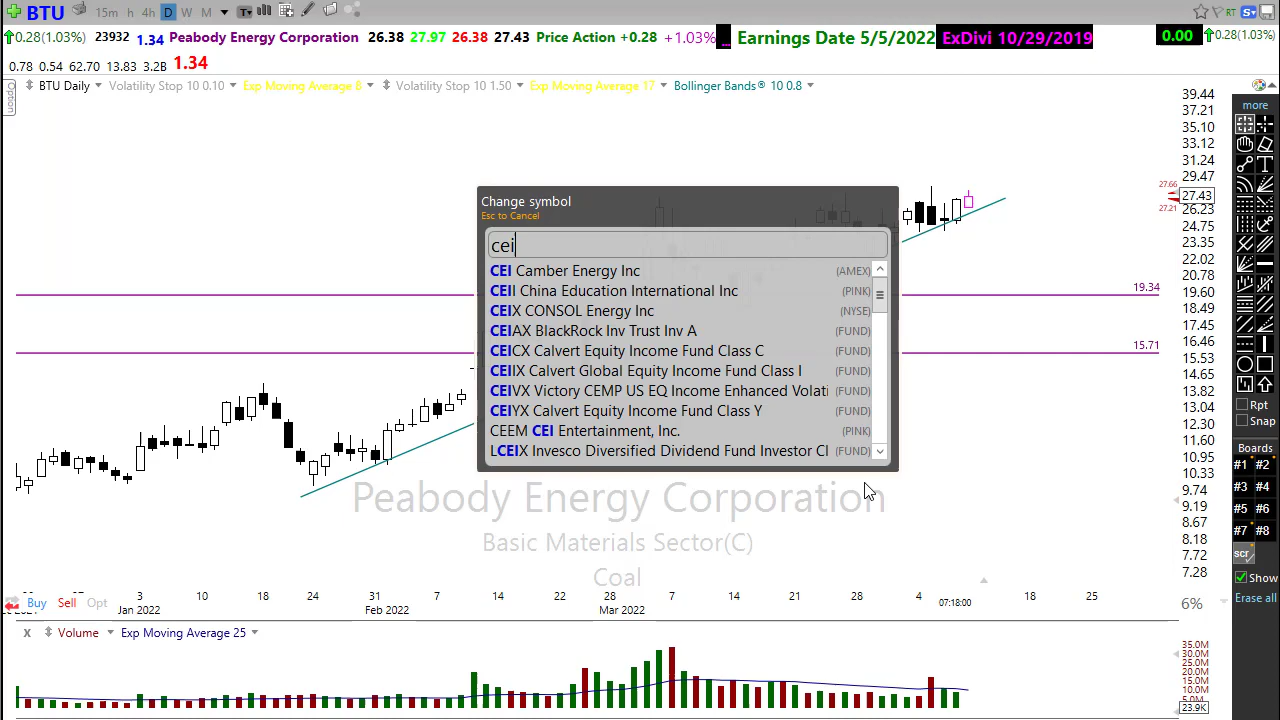 BTU 15m h 4h D W M T RT S
0.28(1.03%) 23932 1.34 Peabody Energy Corporation 26.38 27.97 26.38 27.43 Price Action +0.28 +1.03% ... Earnings Date 5/5/2022 ExDivi 10/29/2019 0.00 0.28(1.03%)
0.78 0.54 62.70 13.83 3.2B 1.34
Option
BTU Daily Volatility Stop 10 0.10 Exp Moving Average 8 Volatility Stop 10 1.50 Exp Moving Average 17 Bollinger Bands® 10 0.8
39.44
37.21
35.10
33.12
31.24
29.47
27.66
27.43
27.21
26.23
24.75
23.35
22.02
20.78
19.60
18.49
17.45
16.46
15.53
14.65
13.82
13.04
12.30
11.60
10.95
10.33
9.74
9.19
8.67
8.18
7.72
7.28
19.34
15.71
Change symbol
Esc to Cancel
cei
CEI Camber Energy Inc (AMEX)
CEII China Education International Inc (PINK)
CEIX CONSOL Energy Inc (NYSE)
CEIAX BlackRock Inv Trust Inv A (FUND)
CEICX Calvert Equity Income Fund Class C (FUND)
CEIIX Calvert Global Equity Income Fund Class I (FUND)
CEIVX Victory CEMP US EQ Income Enhanced Volati (FUND)
CEIYX Calvert Equity Income Fund Class Y (FUND)
CEEM CEI Entertainment, Inc. (PINK)
LCEIX Invesco Diversified Dividend Fund Investor Cl (FUND)
Peabody Energy Corporation
Basic Materials Sector(C)
Coal
more
T
Rpt
Snap
Boards
#1 #2
#3 #4
#5 #6
#7 #8
scr
Show
Erase all
Buy Sell Opt
3 10 18 24 31 7 14 22 28 7 14 21 28 4 07:18:00 18 25
Jan 2022 Feb 2022 Mar 2022
6%
x Volume Exp Moving Average 25
35.0M
30.0M
25.0M
20.0M
15.0M
10.0M
5.0M
23.9K